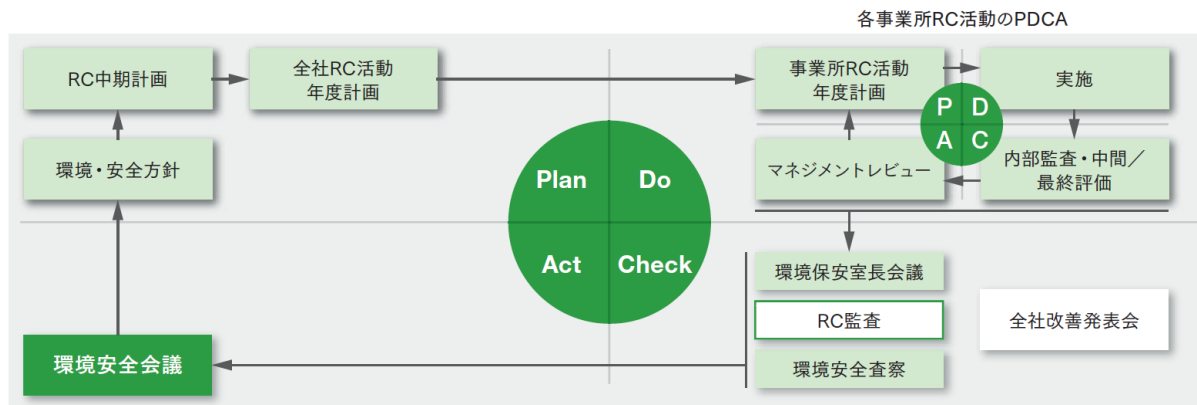 各事業所RC活動のPDCA
RC中期計画
全社RC活動
年度計画
事業所RC活動
年度計画
実施
P
D
A
C
環境・安全方針
マネジメントレビュー
内部監査・中間／
最終評価
Plan
Do
Act
Check
環境保安室長会議
RC監査
環境安全査察
全社改善発表会
環境安全会議